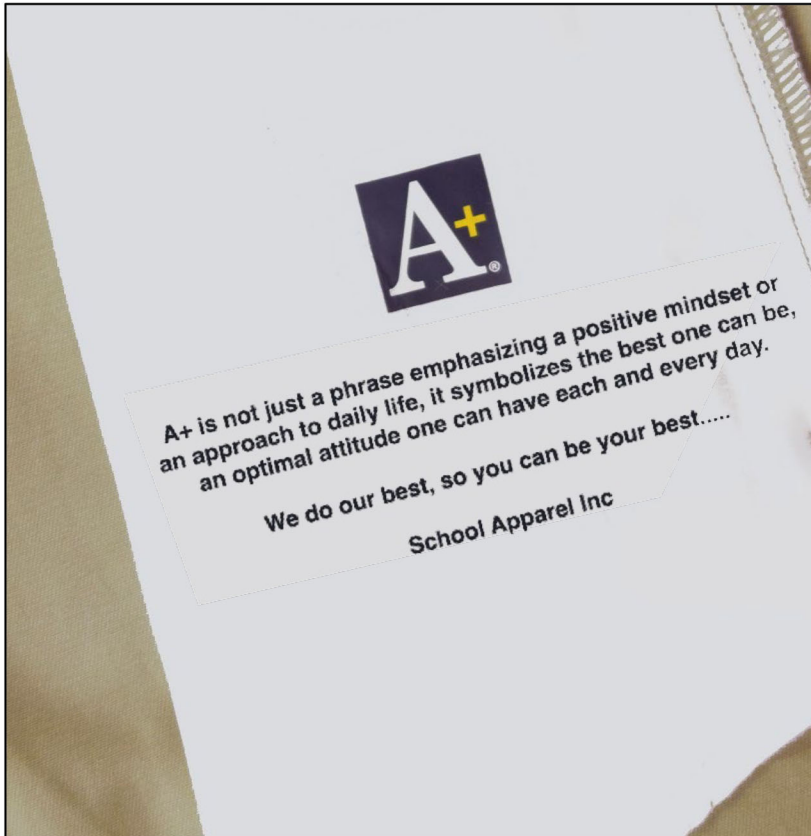 A+®
A+ is not just a phrase emphasizing a positive mindset or
an approach to daily life, it symbolizes the best one can be,
an optimal attitude one can have each and every day.
We do our best, so you can be your best.....
School Apparel Inc